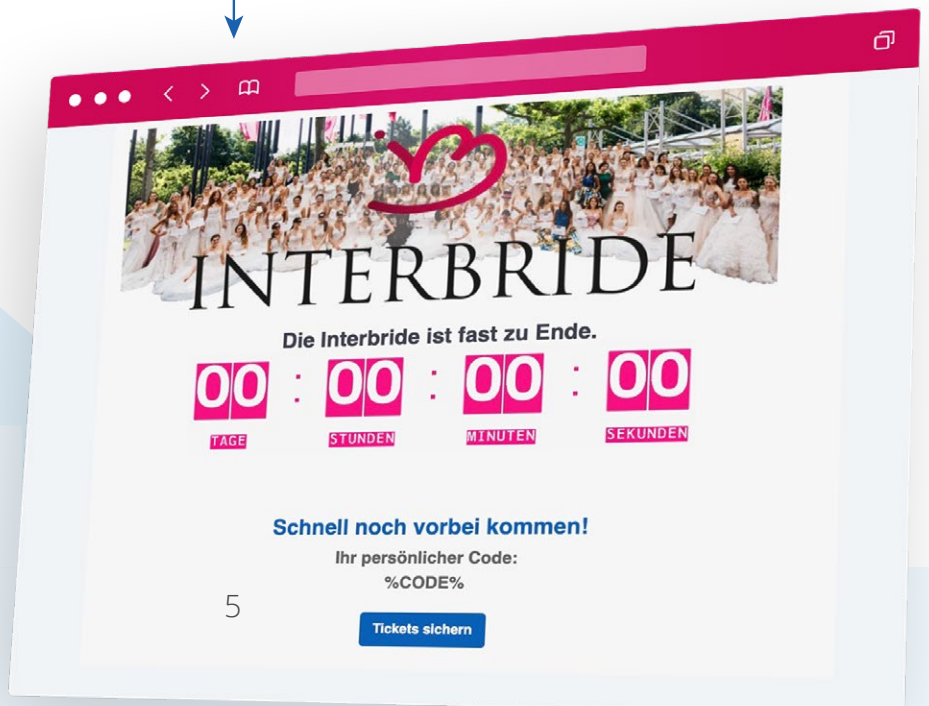 INTERBRIDE
Die Interbride ist fast zu Ende.
00 : 00 : 00 : 00
TAGE STUNDEN MINUTEN SEKUNDEN
Schnell noch vorbei kommen!
Ihr persönlicher Code:
%CODE%
5
Tickets sichern